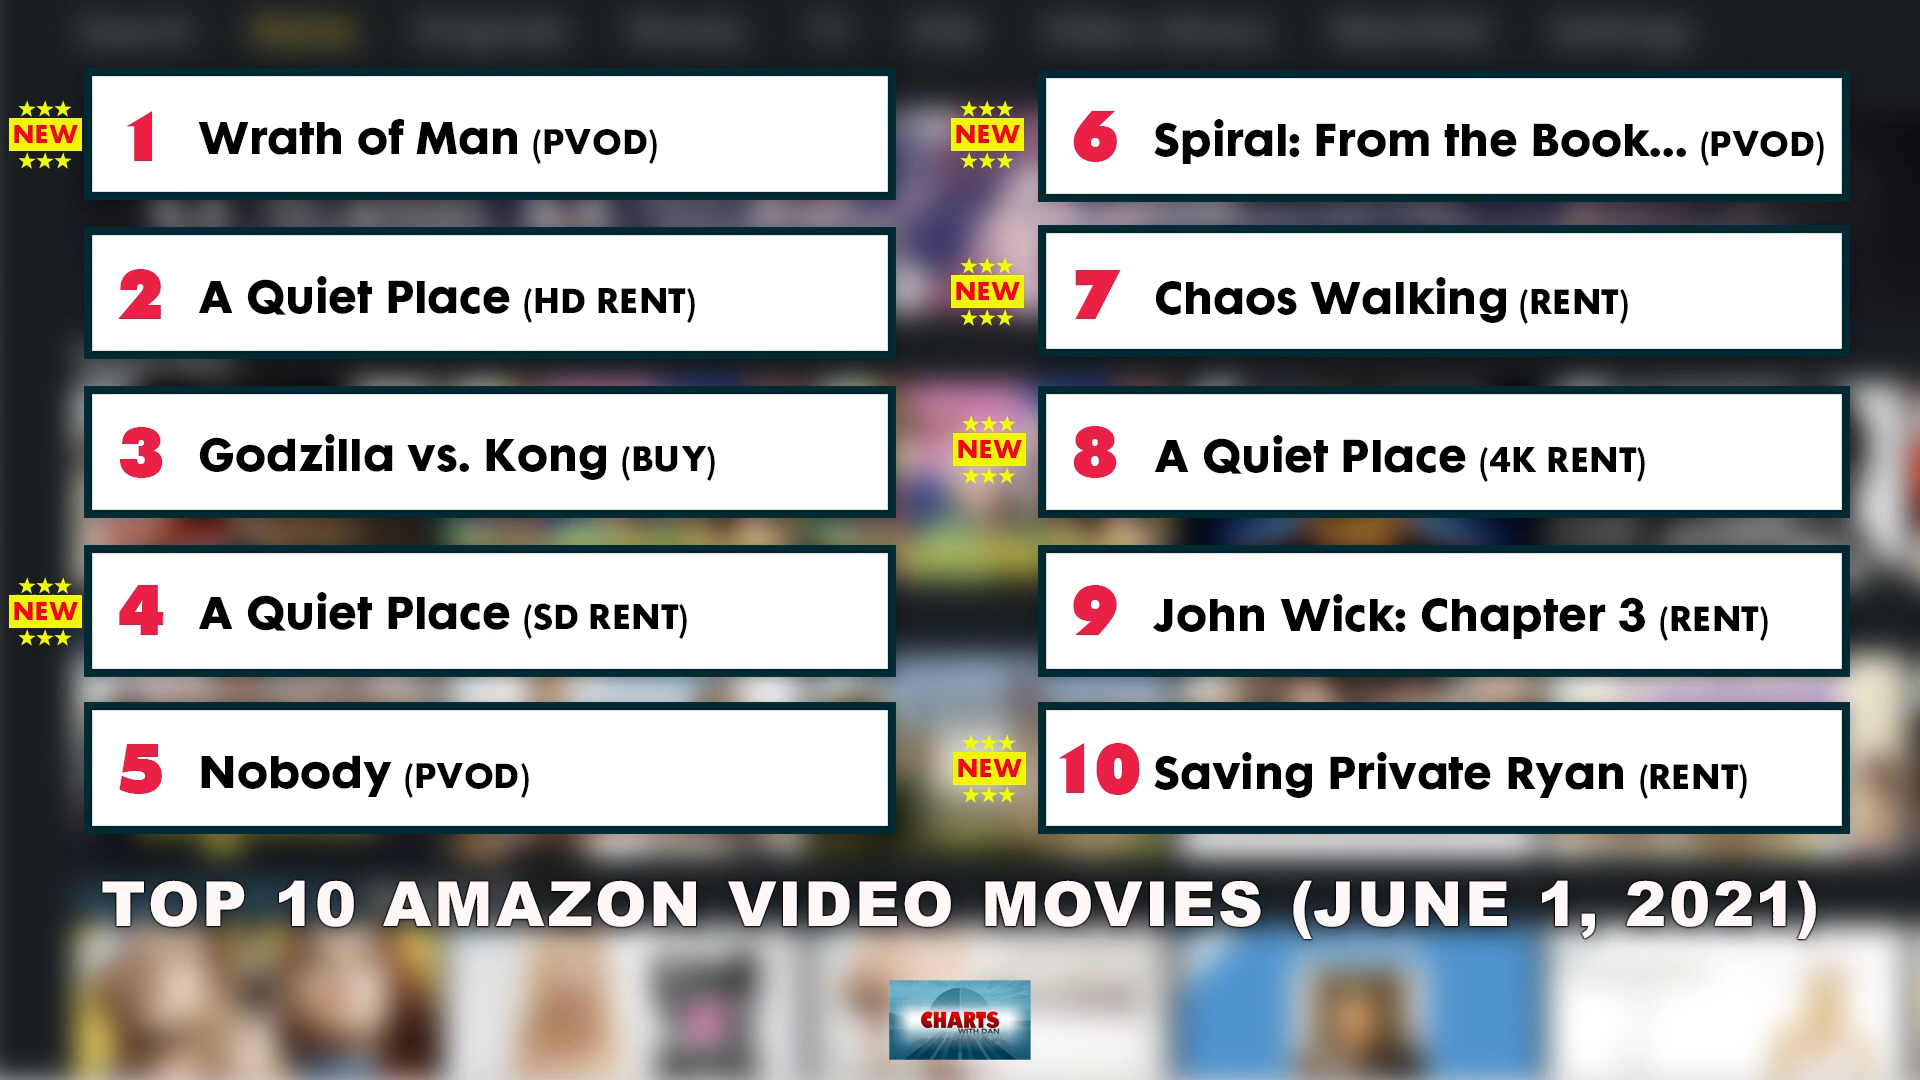 NEW
1 Wrath of Man (PVOD)
2 A Quiet Place (HD RENT)
3 Godzilla vs. Kong (BUY)
NEW
4 A Quiet Place (SD RENT)
5 Nobody (PVOD)
NEW
6 Spiral: From the Book... (PVOD)
NEW
7 Chaos Walking (RENT)
NEW
8 A Quiet Place (4K RENT)
9 John Wick: Chapter 3 (RENT)
NEW
10 Saving Private Ryan (RENT)
TOP 10 AMAZON VIDEO MOVIES (JUNE 1, 2021)
CHARTS
WITH DAN